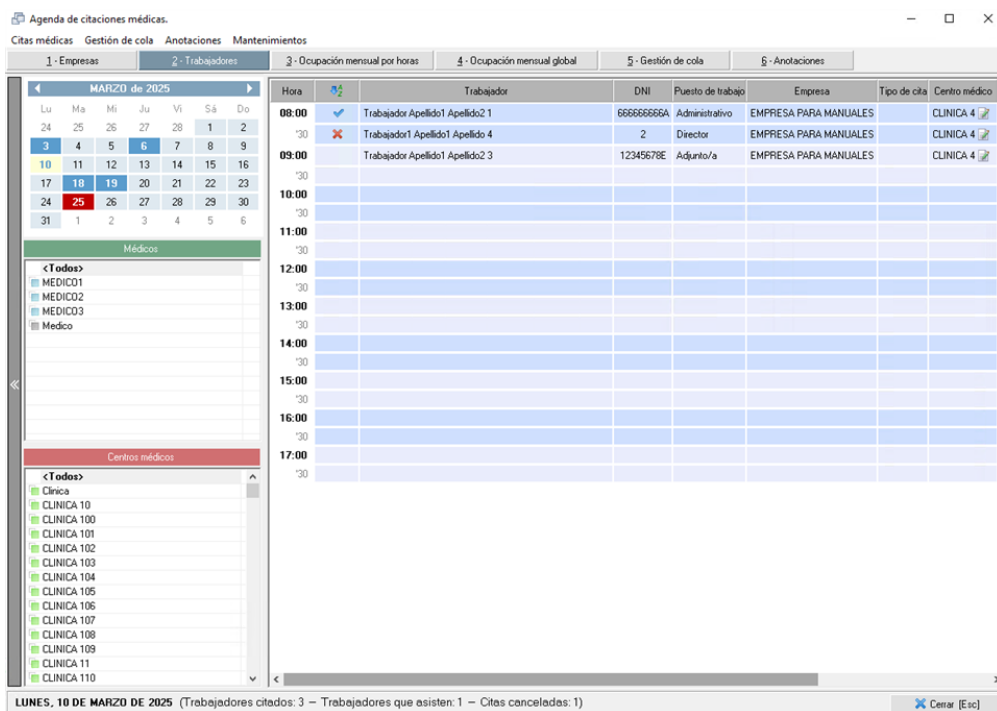 Agenda de citaciones médicas.
Citas médicas Gestión de cola Anotaciones Mantenimientos
1 - Empresas 2 - Trabajadores 3 - Ocupación mensual por horas 4 - Ocupación mensual global 5 - Gestión de cola 6 - Anotaciones
MARZO de 2025
Lu Ma Mi Ju Vi Sá Do
24 25 26 27 28 1 2
3 4 5 6 7 8 9
10 11 12 13 14 15 16
17 18 19 20 21 22 23
24 25 26 27 28 29 30
31 1 2 3 4 5 6
Médicos
<Todos>
MEDICO1
MEDICO2
MEDICO3
Medico
Centros médicos
<Todos>
Clinica
CLINICA 10
CLINICA 100
CLINICA 101
CLINICA 102
CLINICA 103
CLINICA 104
CLINICA 105
CLINICA 106
CLINICA 107
CLINICA 108
CLINICA 109
CLINICA 11
CLINICA 110
Hora Trabajador DNI Puesto de trabajo Empresa Tipo de cita Centro médico
08:00 Trabajador Apellido1 Apellido2 1 666666666A Administrativo EMPRESA PARA MANUALES CLINICA 4
'30 Trabajador1 Apellido1 Apellido 4 2 Director EMPRESA PARA MANUALES CLINICA 4
09:00 Trabajador Apellido1 Apellido2 3 12345678E Adjunto/a EMPRESA PARA MANUALES CLINICA 4
'30
10:00
'30
11:00
'30
12:00
'30
13:00
'30
14:00
'30
15:00
'30
16:00
'30
17:00
'30
LUNES, 10 DE MARZO DE 2025 (Trabajadores citados: 3 – Trabajadores que asisten: 1 – Citas canceladas: 1)
Cerrar [Esc]